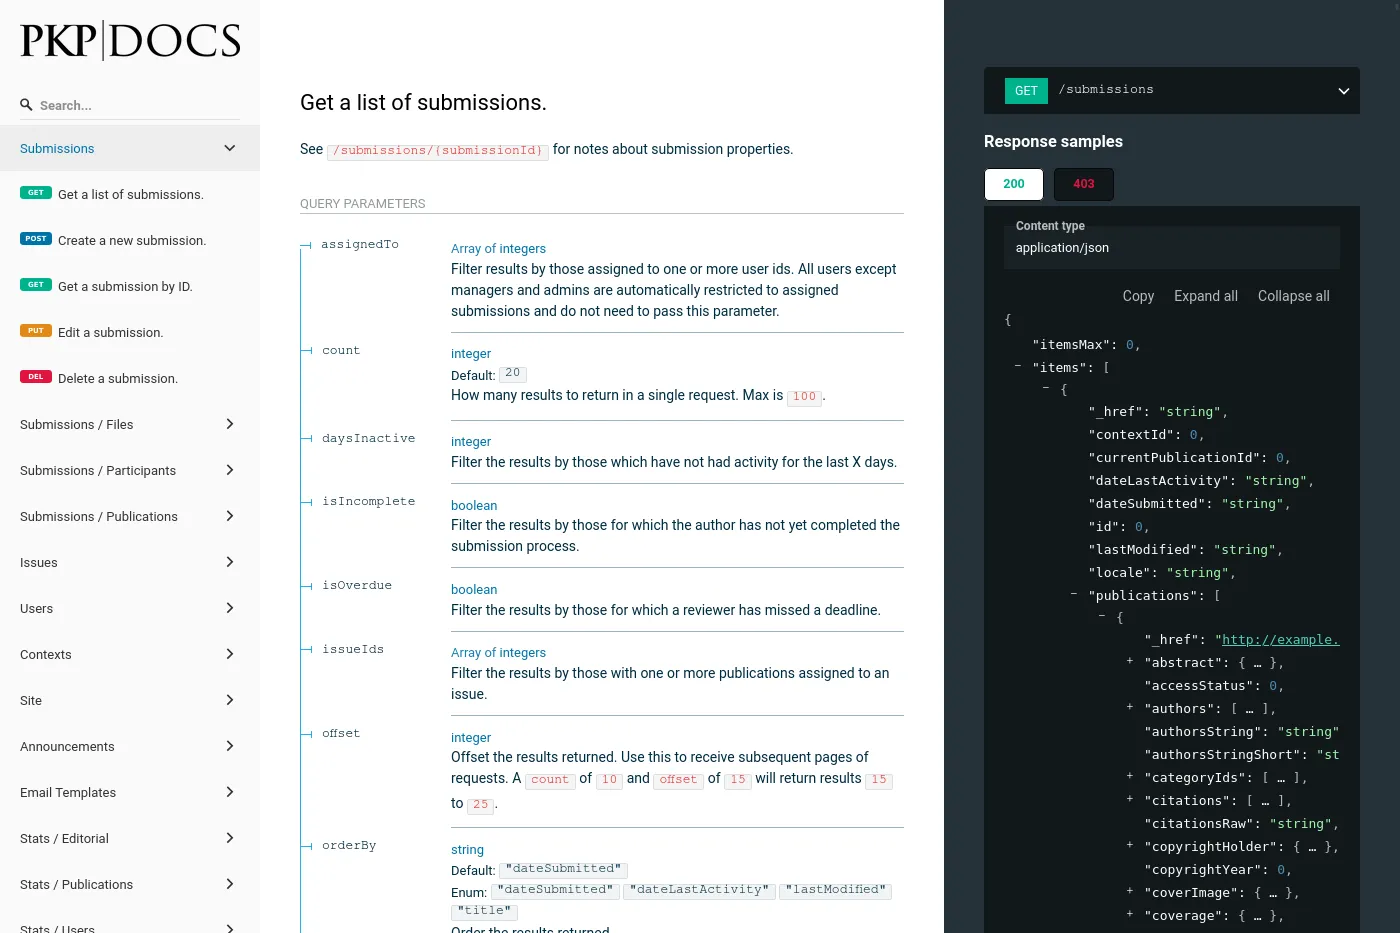 PKP|DOCS
Search...
Submissions
GET Get a list of submissions.
POST Create a new submission.
GET Get a submission by ID.
PUT Edit a submission.
DEL Delete a submission.
Submissions / Files
Submissions / Participants
Submissions / Publications
Issues
Users
Contexts
Site
Announcements
Email Templates
Stats / Editorial
Stats / Publications
Stats / Users
Get a list of submissions.
See /submissions/{submissionId} for notes about submission properties.
QUERY PARAMETERS
assignedTo
Array of integers
Filter results by those assigned to one or more user ids. All users except
managers and admins are automatically restricted to assigned
submissions and do not need to pass this parameter.
count
integer
Default: 20
How many results to return in a single request. Max is 100.
daysInactive
integer
Filter the results by those which have not had activity for the last X days.
isIncomplete
boolean
Filter the results by those for which the author has not yet completed the
submission process.
isOverdue
boolean
Filter the results by those for which a reviewer has missed a deadline.
issueIds
Array of integers
Filter the results by those with one or more publications assigned to an
issue.
offset
integer
Offset the results returned. Use this to receive subsequent pages of
requests. A count of 10 and offset of 15 will return results 15
to 25.
orderBy
string
Default: "dateSubmitted"
Enum: "dateSubmitted" "dateLastActivity" "lastModified"
"title"
Order the results returned.
GET /submissions
Response samples
200 403
Content type
application/json
Copy Expand all Collapse all
{
"itemsMax": 0,
− "items": [
− {
"_href": "string",
"contextId": 0,
"currentPublicationId": 0,
"dateLastActivity": "string",
"dateSubmitted": "string",
"id": 0,
"lastModified": "string",
"locale": "string",
− "publications": [
− {
"_href": "http://example.
+ "abstract": { … },
"accessStatus": 0,
+ "authors": [ … ],
"authorsString": "string"
"authorsStringShort": "st
+ "categoryIds": [ … ],
+ "citations": [ … ],
"citationsRaw": "string",
+ "copyrightHolder": { … },
"copyrightYear": 0,
+ "coverImage": { … },
+ "coverage": { … },